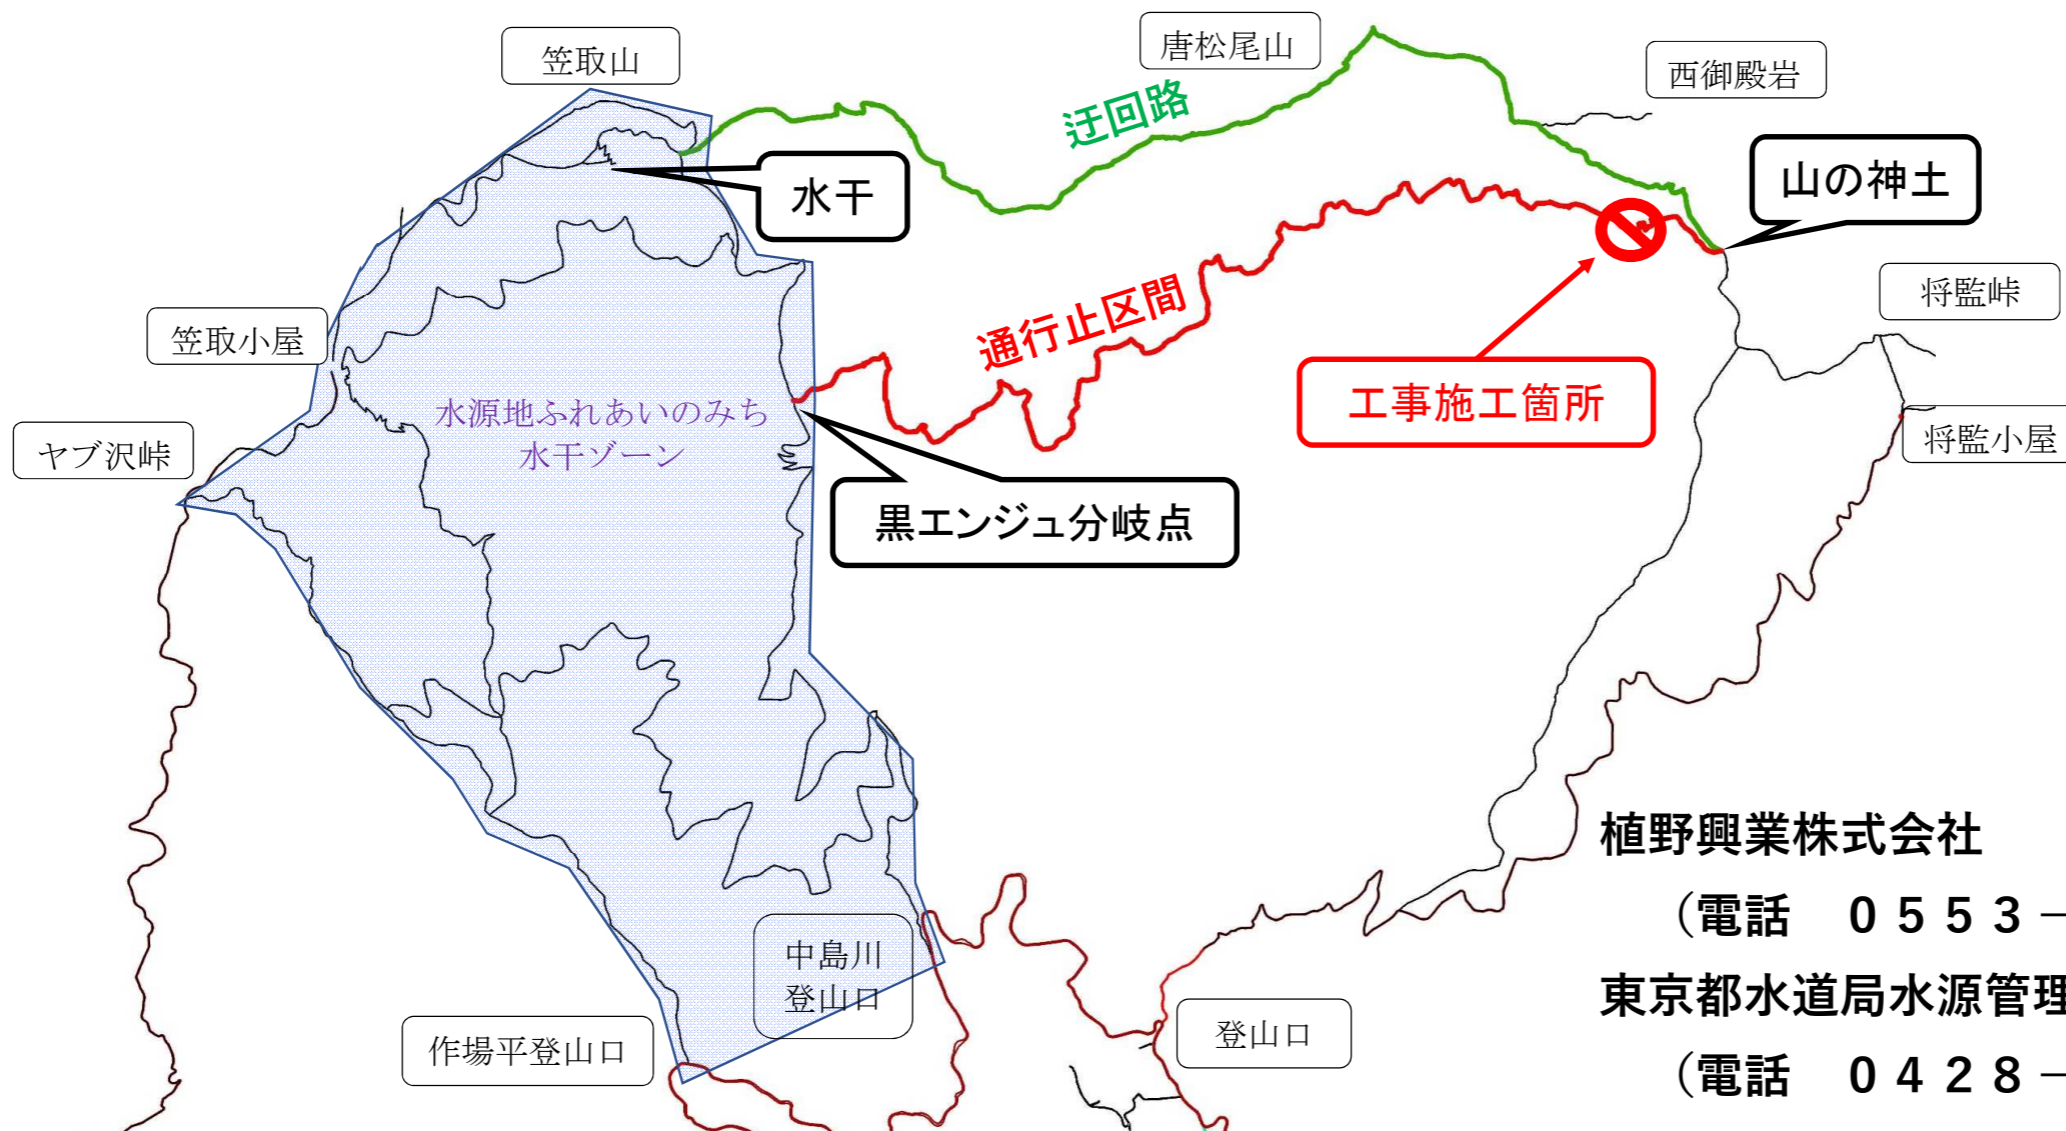 笠取山
唐松尾山
西御殿岩
迂回路
水干
山の神土
将監峠
笠取小屋
通行止区間
工事施工箇所
水源地ふれあいのみち
水干ゾーン
ヤブ沢峠
将監小屋
黒エンジュ分岐点
植野興業株式会社
（電話　０５５３－
東京都水道局水源管理
（電話　０４２８－
中島川
登山口
作場平登山口
登山口